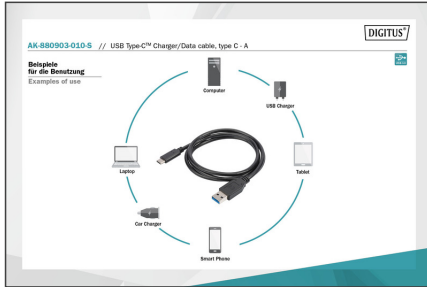 DIGITUS®
AK-880903-010-S // USB Type-C™ Charger/Data cable, type C - A
Beispiele
für die Benutzung
Examples of use
Computer
USB Charger
Laptop
Tablet
Car Charger
Smart Phone